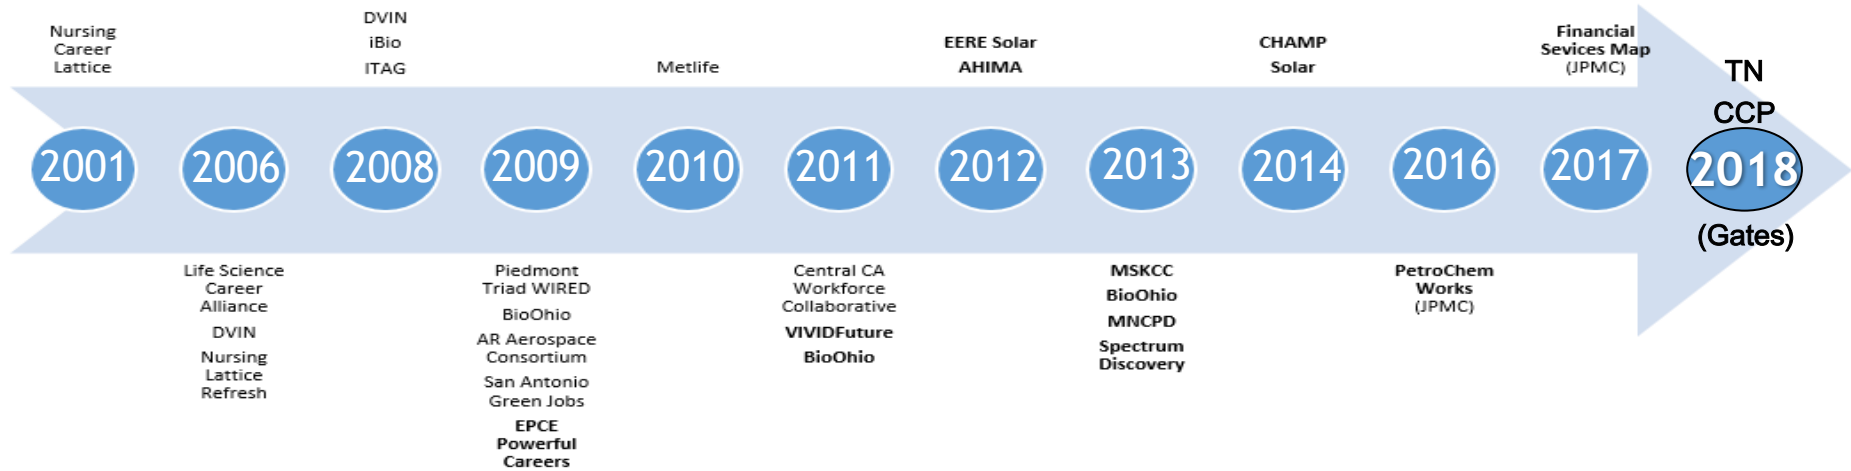 Nursing
Career
Lattice
DVIN
iBio
ITAG
Metlife
EERE Solar
AHIMA
CHAMP
Solar
Financial
Sevices Map
(JPMC)
TN
CCP
2001
2006
2008
2009
2010
2011
2012
2013
2014
2016
2017
2018
(Gates)
Life Science
Career
Alliance
DVIN
Nursing
Lattice
Refresh
Piedmont
Triad WIRED
BioOhio
AR Aerospace
Consortium
San Antonio
Green Jobs
EPCE
Powerful
Careers
Central CA
Workforce
Collaborative
VIVIDFuture
BioOhio
MSKCC
BioOhio
MNCPD
Spectrum
Discovery
PetroChem
Works
(JPMC)